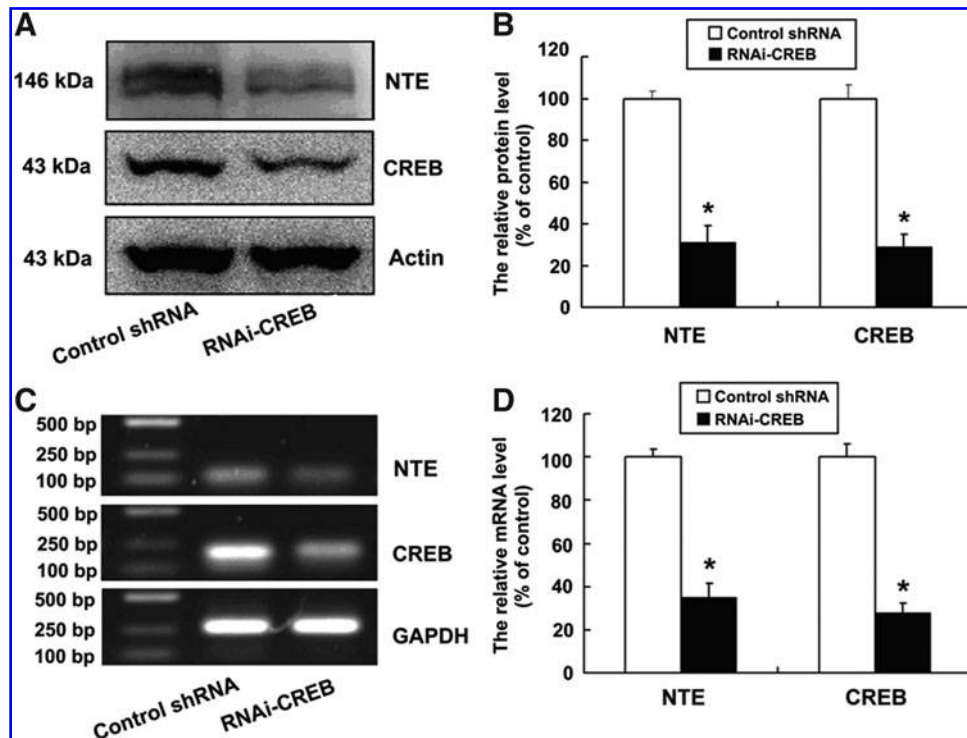 A
146 kDa
NTE
43 kDa
CREB
43 kDa
Actin
Control shRNA
RNAi-CREB
B
Control shRNA
RNAi-CREB
The relative protein level
(% of control)
120
100
80
60
40
20
0
*
*
NTE
CREB
C
500 bp
250 bp
100 bp
NTE
500 bp
250 bp
100 bp
CREB
500 bp
250 bp
100 bp
GAPDH
Control shRNA
RNAi-CREB
D
Control shRNA
RNAi-CREB
The relative mRNA level
(% of control)
120
100
80
60
40
20
0
*
*
NTE
CREB